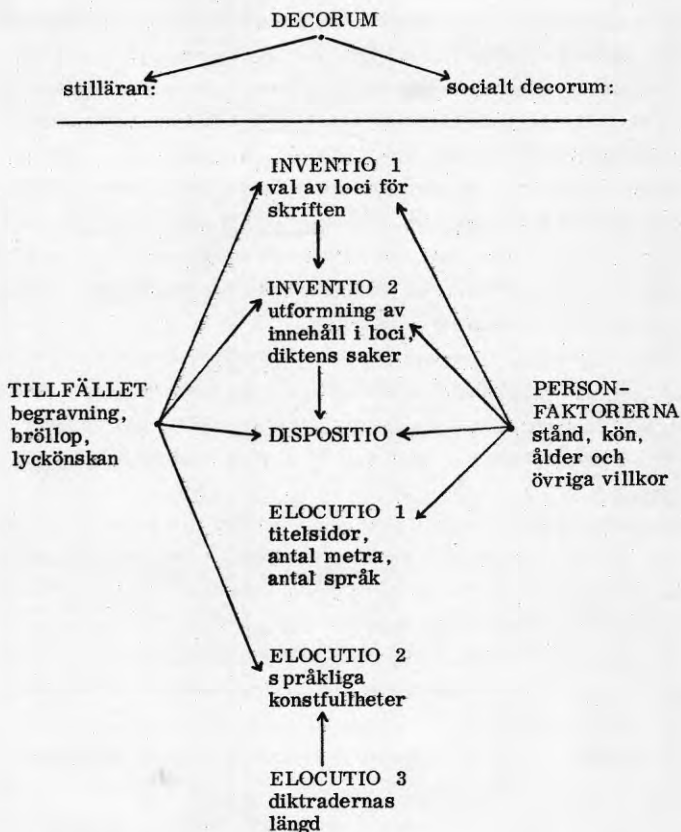 DECORUM
stilläran:
socialt decorum:
INVENTIO 1
val av loci för
skriften
INVENTIO 2
utformning av
innehåll i loci,
diktens saker
TILLFÄLLET
begravning,
bröllop,
lyckönskan
DISPOSITIO
PERSON-
FAKTORERNA
stånd, kön,
ålder och
övriga villkor
ELOCUTIO 1
titelsidor,
antal metra,
antal språk
ELOCUTIO 2
språkliga
konstfullheter
ELOCUTIO 3
diktradernas
längd